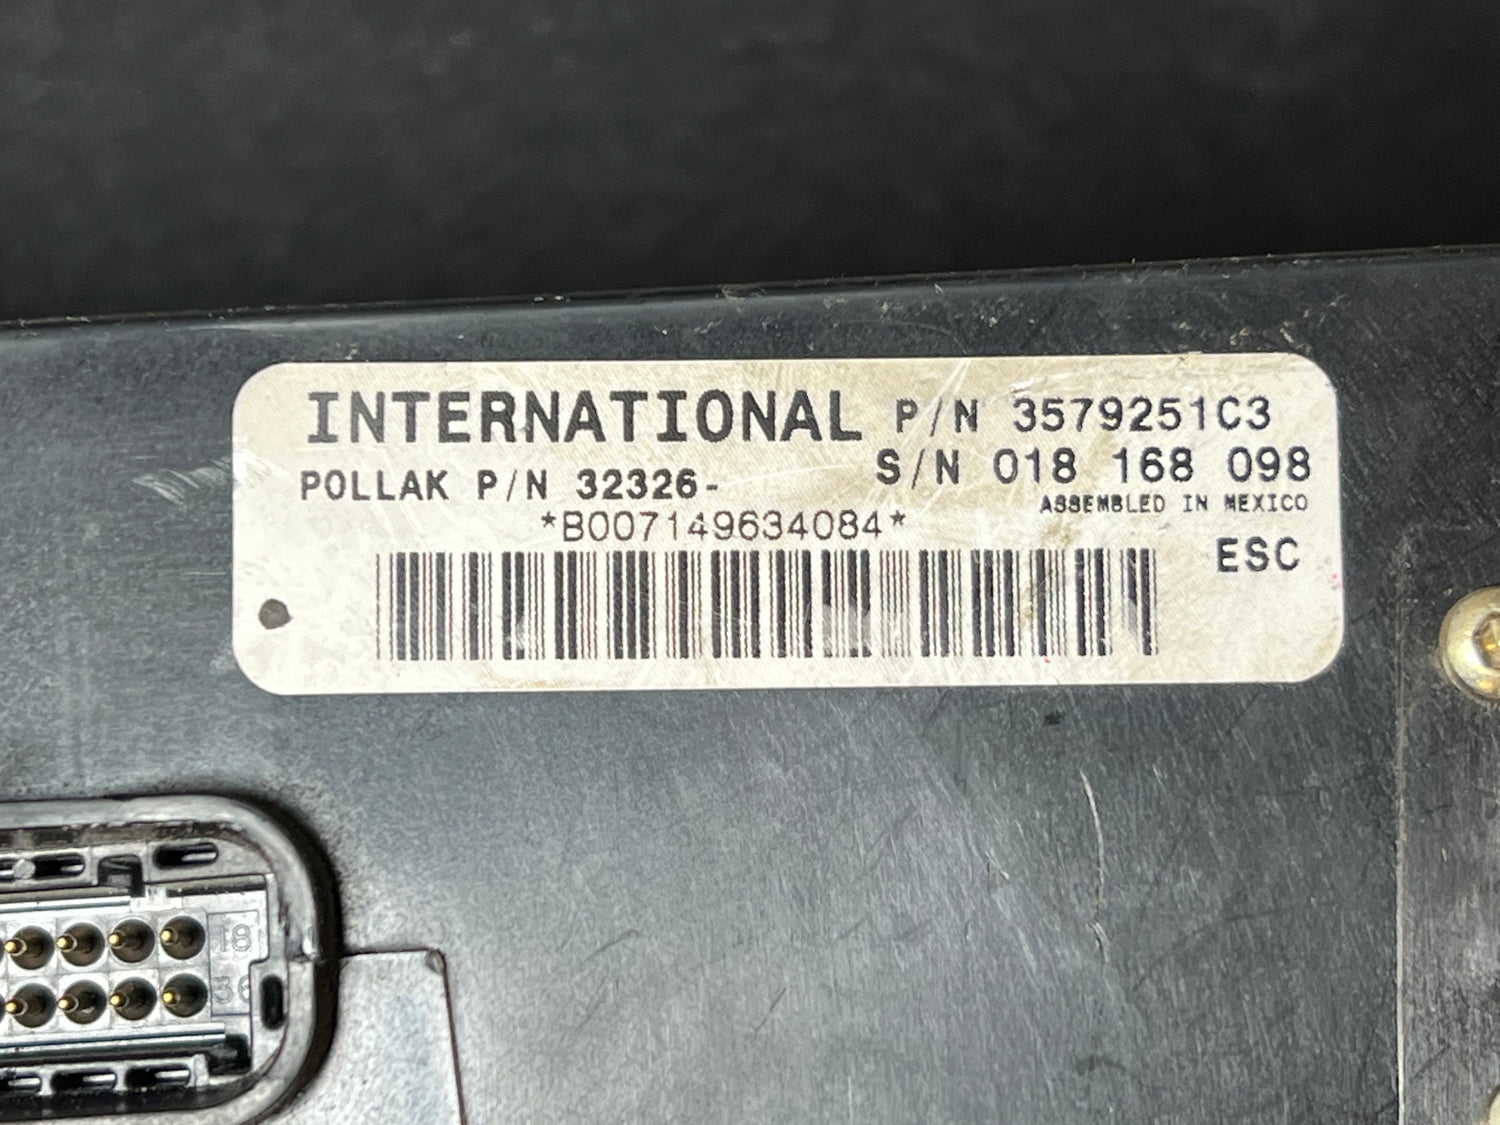 INTERNATIONAL P/N 3579251C3
POLLAK P/N 32326- S/N 018 168 098
ASSEMBLED IN MEXICO
*B007149634084*
ESC
18
36